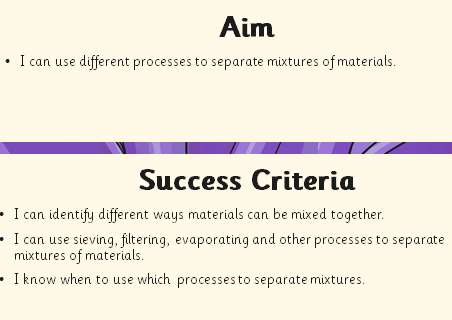 Aim
• I can use different processes to separate mixtures of materials.
Success Criteria
• I can identify different ways materials can be mixed together.
• I can use sieving, filtering, evaporating and other processes to separate
mixtures of materials.
• I know when to use which processes to separate mixtures.